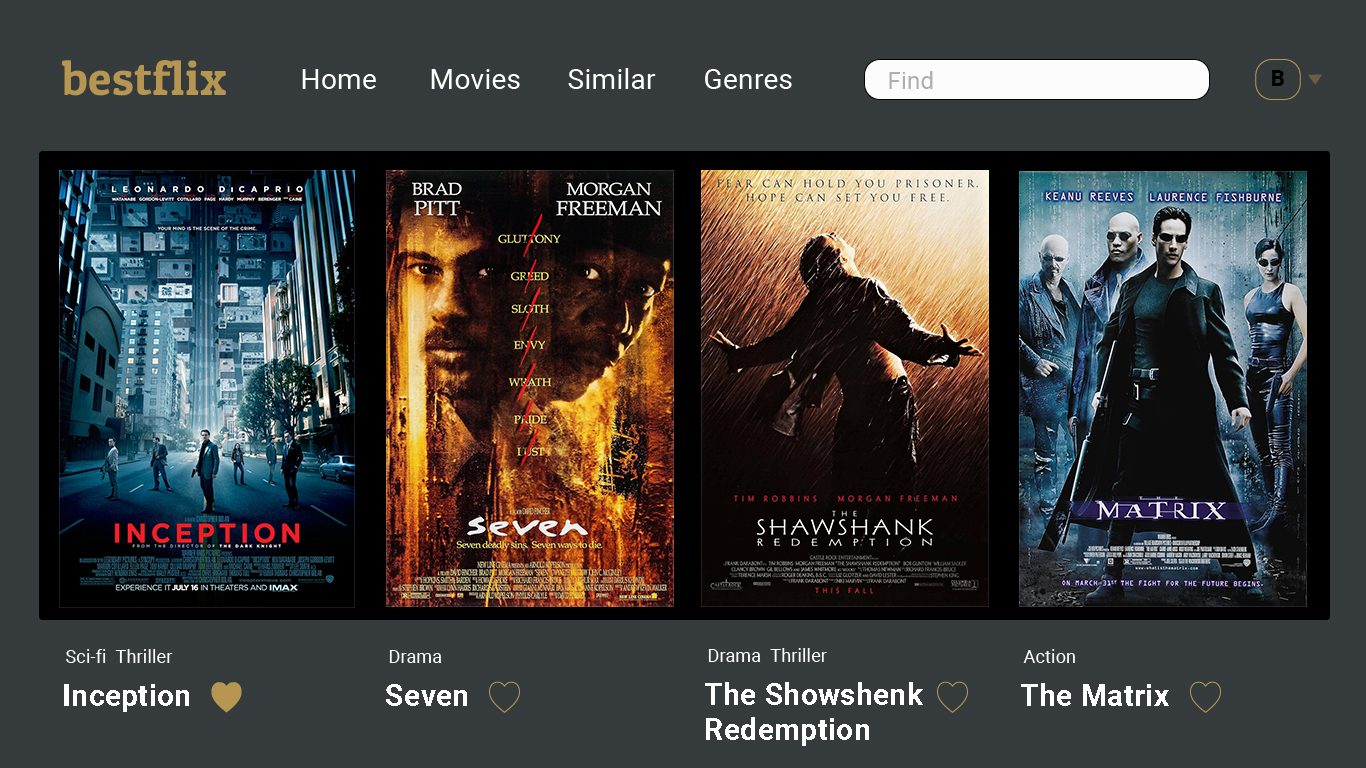 bestflix
Home
Movies
Similar
Genres
Find
B
LEONARDO DiCAPRIO
WATANABE GORDON-LEVITT COTILLARD PAGE HARDY MURPHY BERENGER AND CAINE
YOUR MIND IS THE SCENE OF THE CRIME.
INCEPTION
FROM THE DIRECTOR OF THE DARK KNIGHT
EXPERIENCE IT JULY 16 IN THEATERS AND IMAX
BRAD
PITT
MORGAN
FREEMAN
GLUTTONY
GREED
SLOTH
ENVY
WRATH
PRIDE
LUST
seven
Seven deadly sins. Seven ways to die.
FEAR CAN HOLD YOU PRISONER.
HOPE CAN SET YOU FREE.
TIM ROBBINS MORGAN FREEMAN
THE
SHAWSHANK
REDEMPTION
THIS FALL
KEANU REEVES LAURENCE FISHBURNE
THE
MATRIX
ON MARCH 31ST THE FIGHT FOR THE FUTURE BEGINS.
Sci-fi Thriller
Inception
Drama
Seven
Drama Thriller
The Showshenk
Redemption
Action
The Matrix